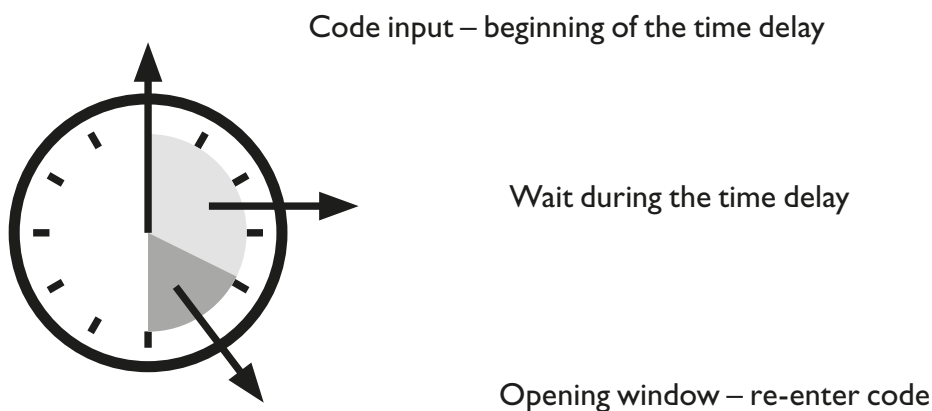 Code input – beginning of the time delay
Wait during the time delay
Opening window – re-enter code